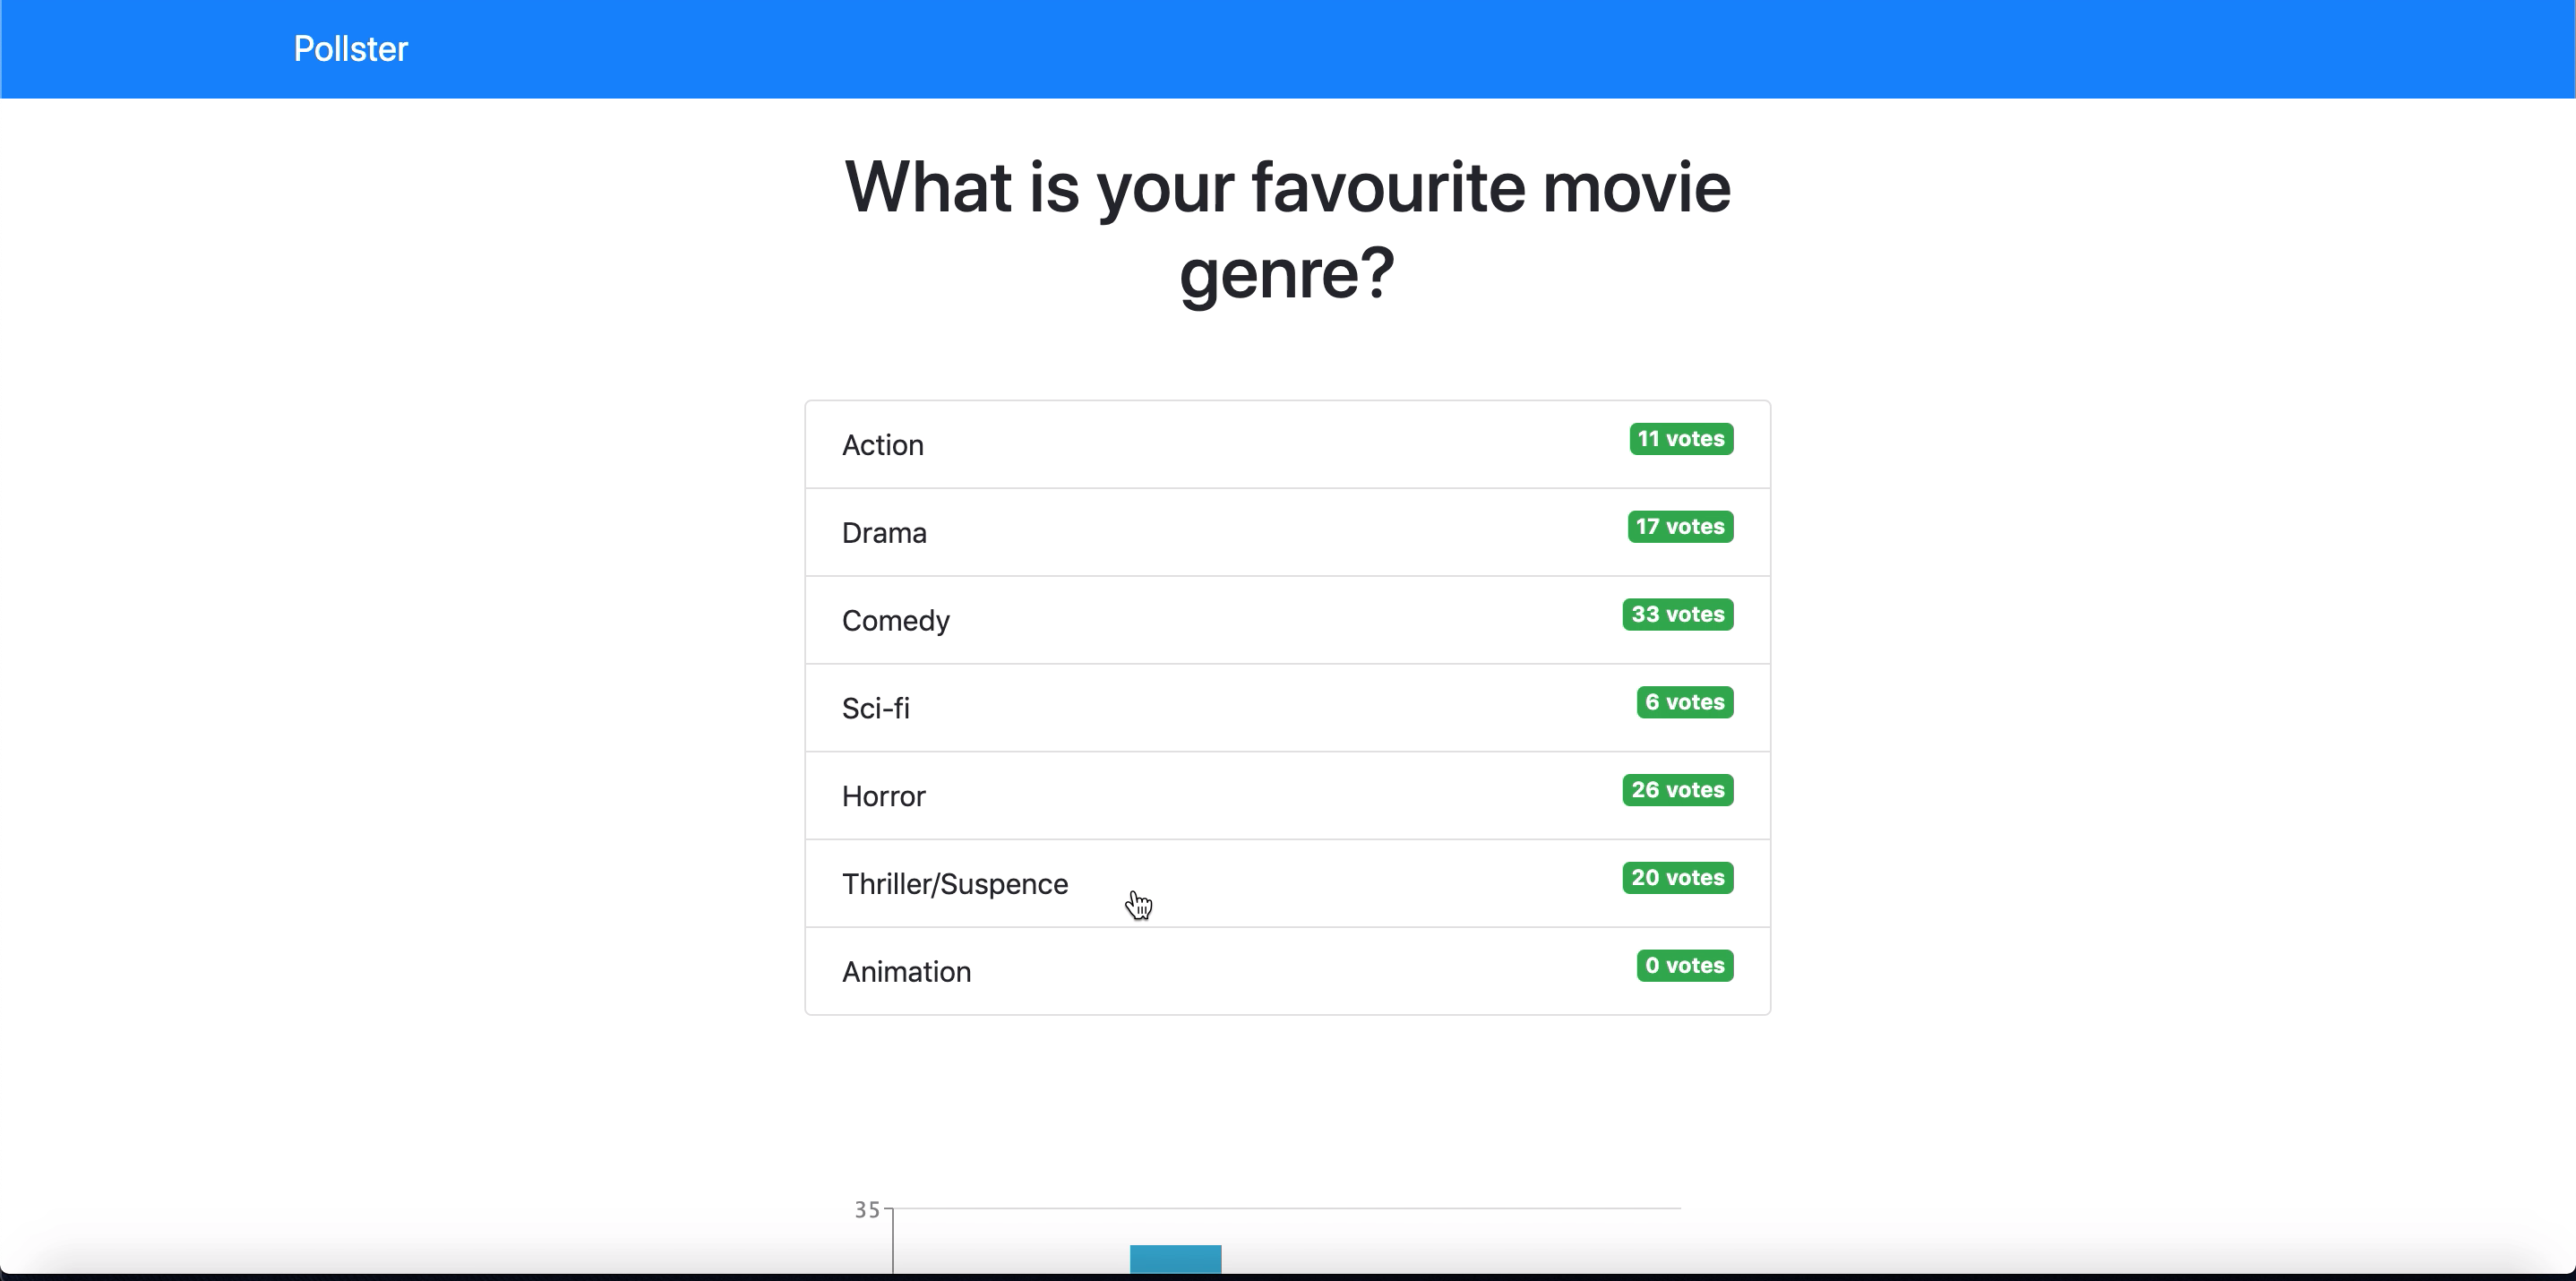 Pollster
What is your favourite movie
genre?
Action 11 votes
Drama 17 votes
Comedy 33 votes
Sci-fi 6 votes
Horror 26 votes
Thriller/Suspence 20 votes
Animation 0 votes
35